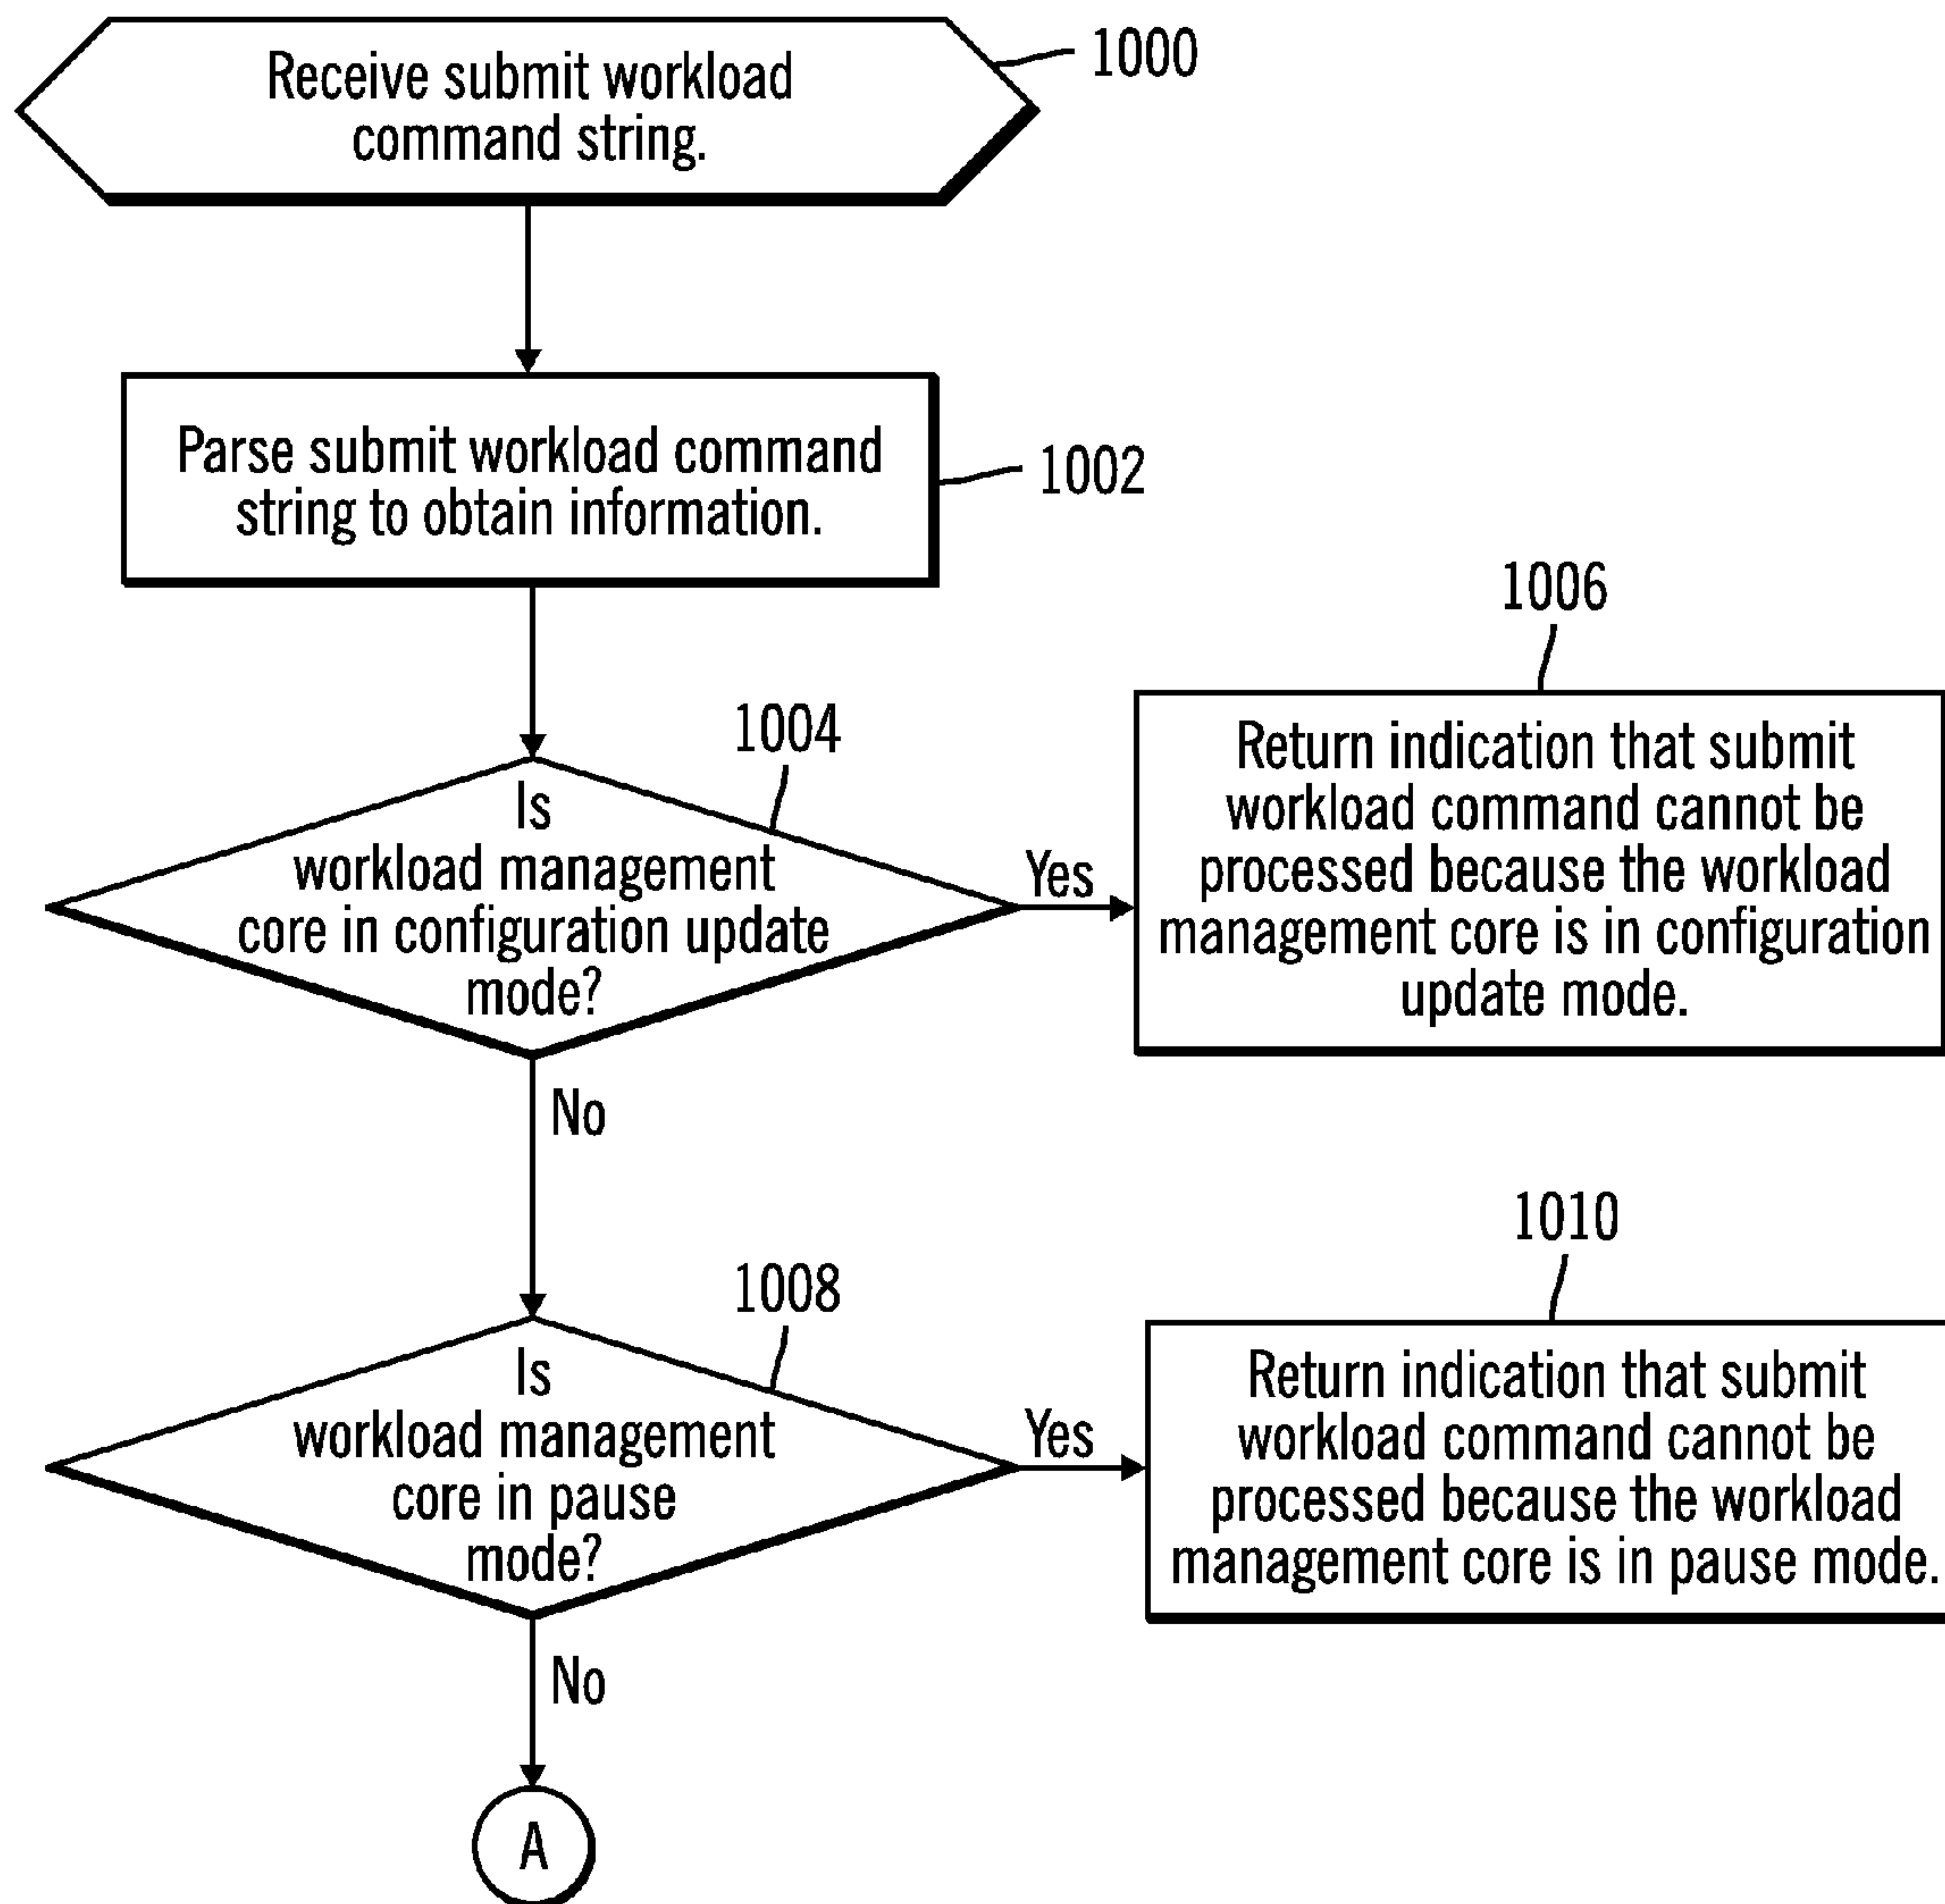 Receive submit workload
command string.
1000
Parse submit workload command
string to obtain information.
1002
1004
Is
workload management
core in configuration update
mode?
Yes
No
1006
Return indication that submit
workload command cannot be
processed because the workload
management core is in configuration
update mode.
1008
Is
workload management
core in pause
mode?
Yes
No
1010
Return indication that submit
workload command cannot be
processed because the workload
management core is in pause mode.
A